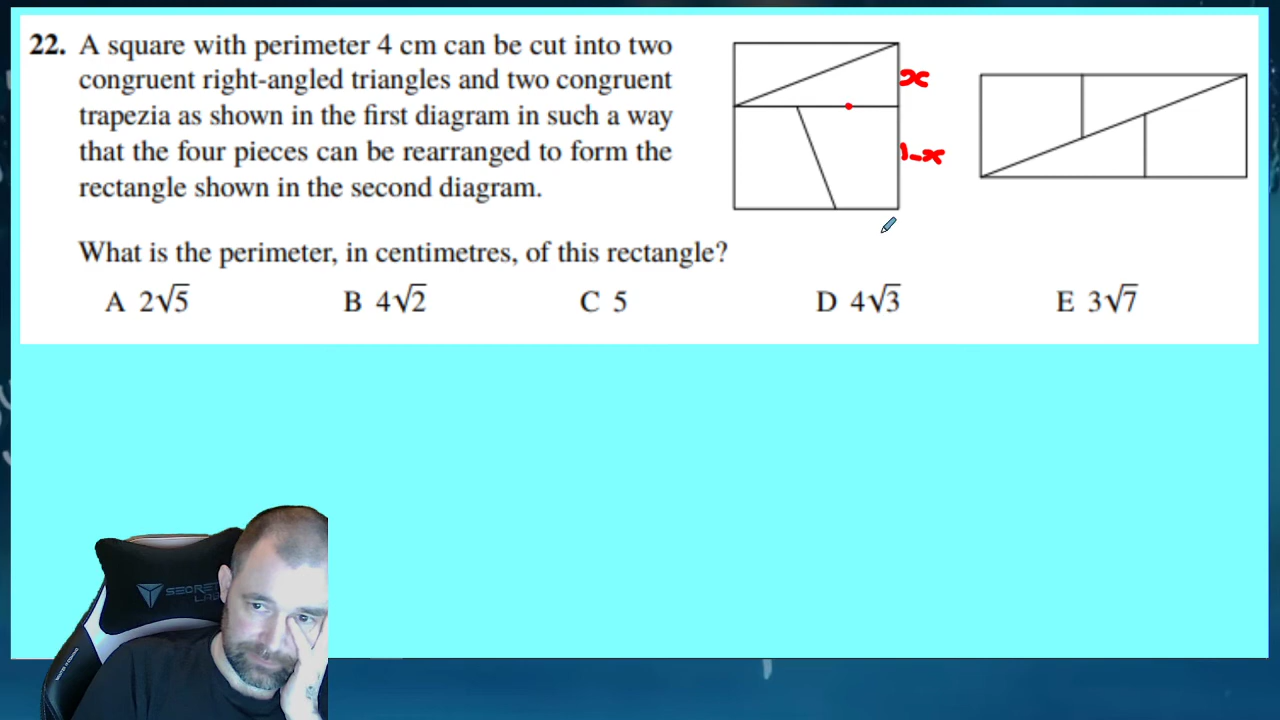 22. A square with perimeter 4 cm can be cut into two
congruent right-angled triangles and two congruent
trapezia as shown in the first diagram in such a way
that the four pieces can be rearranged to form the
rectangle shown in the second diagram.
x
1-x
What is the perimeter, in centimetres, of this rectangle?
A 2√5 B 4√2 C 5 D 4√3 E 3√7